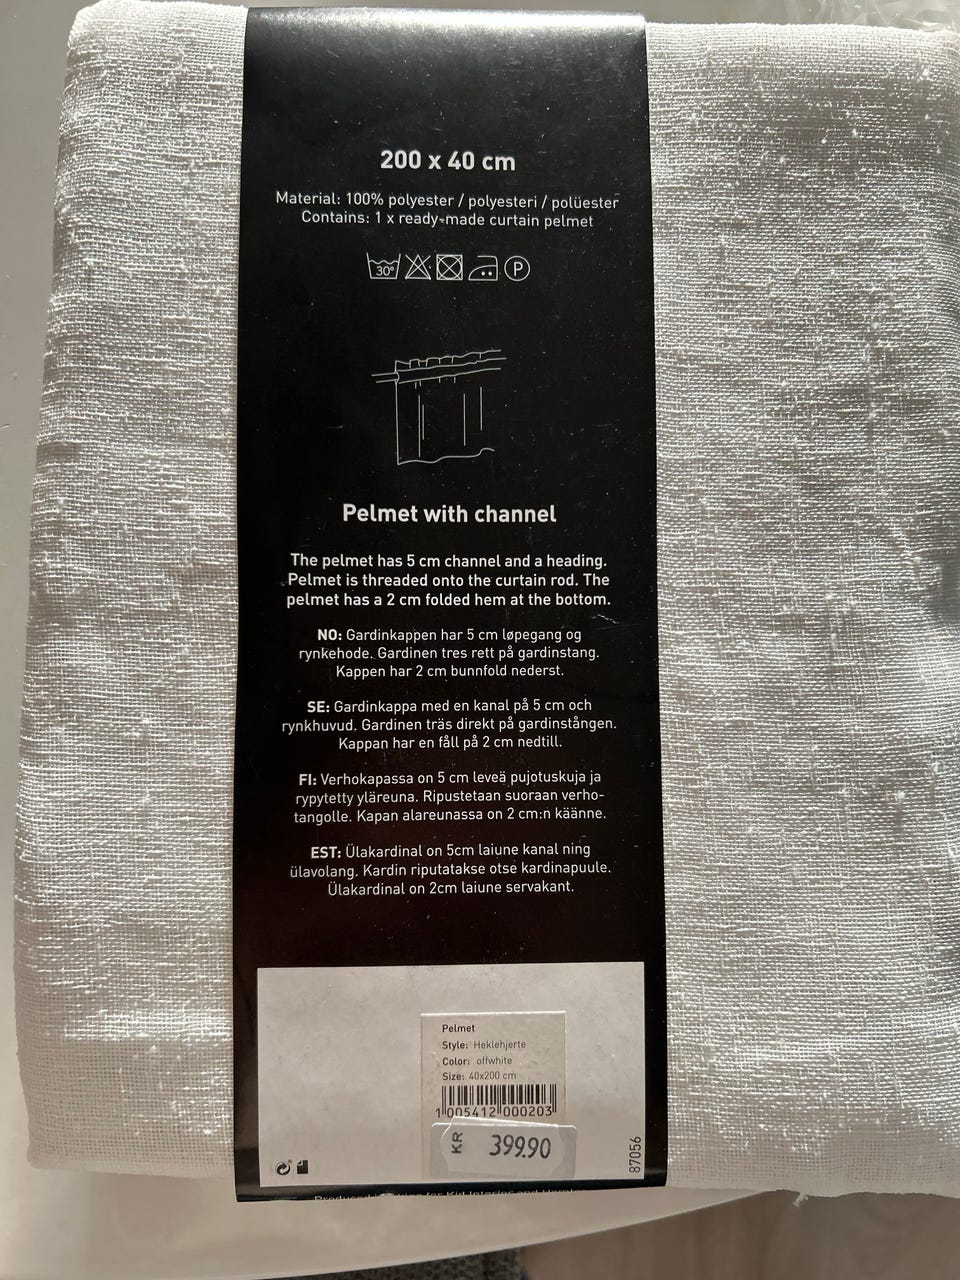 200 x 40 cm
Material: 100% polyester / polyesteri / polüester
Contains: 1 x ready-made curtain pelmet
30° P
Pelmet with channel
The pelmet has 5 cm channel and a heading.
Pelmet is threaded onto the curtain rod. The
pelmet has a 2 cm folded hem at the bottom.
NO: Gardinkappen har 5 cm løpegang og
rynkehode. Gardinen tres rett på gardinstang.
Kappen har 2 cm bunnfold nederst.
SE: Gardinkappa med en kanal på 5 cm och
rynkhuvud. Gardinen träs direkt på gardinstången.
Kappan har en fåll på 2 cm nedtill.
FI: Verhokapassa on 5 cm leveä pujotuskuja ja
rypytetty yläreuna. Ripustetaan suoraan verho-
tangolle. Kapan alareunassa on 2 cm:n käänne.
EST: Ülakardinal on 5cm laiune kanal ning
ülavolang. Kardin riputatakse otse kardinapuule.
Ülakardinal on 2cm laiune servakant.
Pelmet
Style: Heklehjerte
Color: offwhite
Size: 40x200 cm
1 005412 000203
KR 399.90
87056
for Kid Interior and